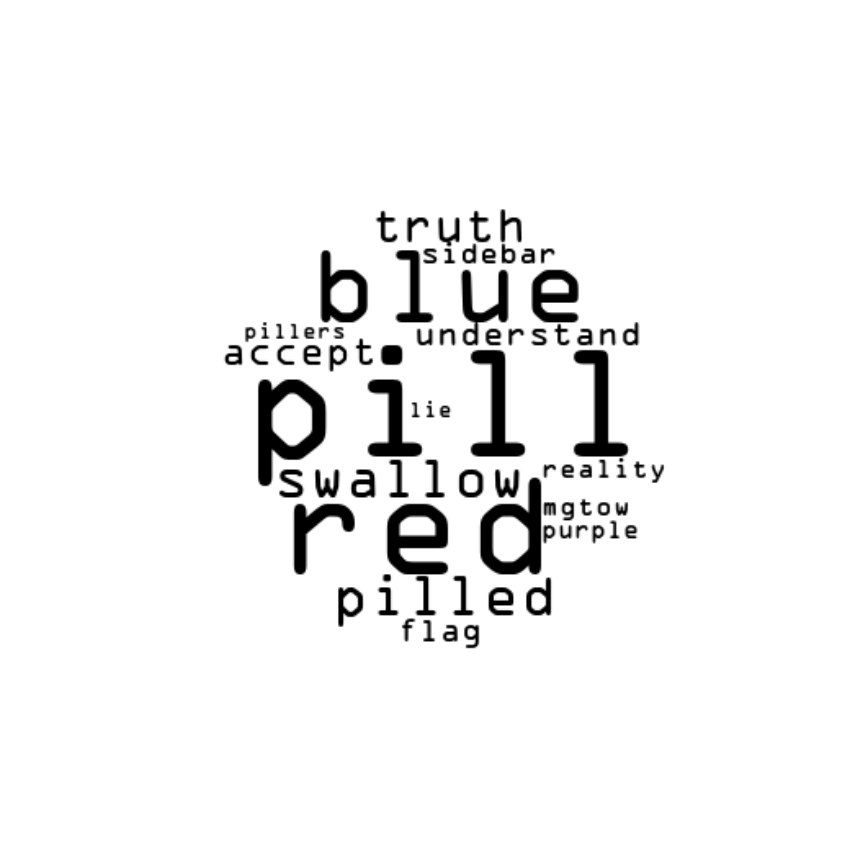 truth
sidebar
blue
pillers
understand
accept
pill
lie
swallow
reality
red
mgtow
purple
pilled
flag